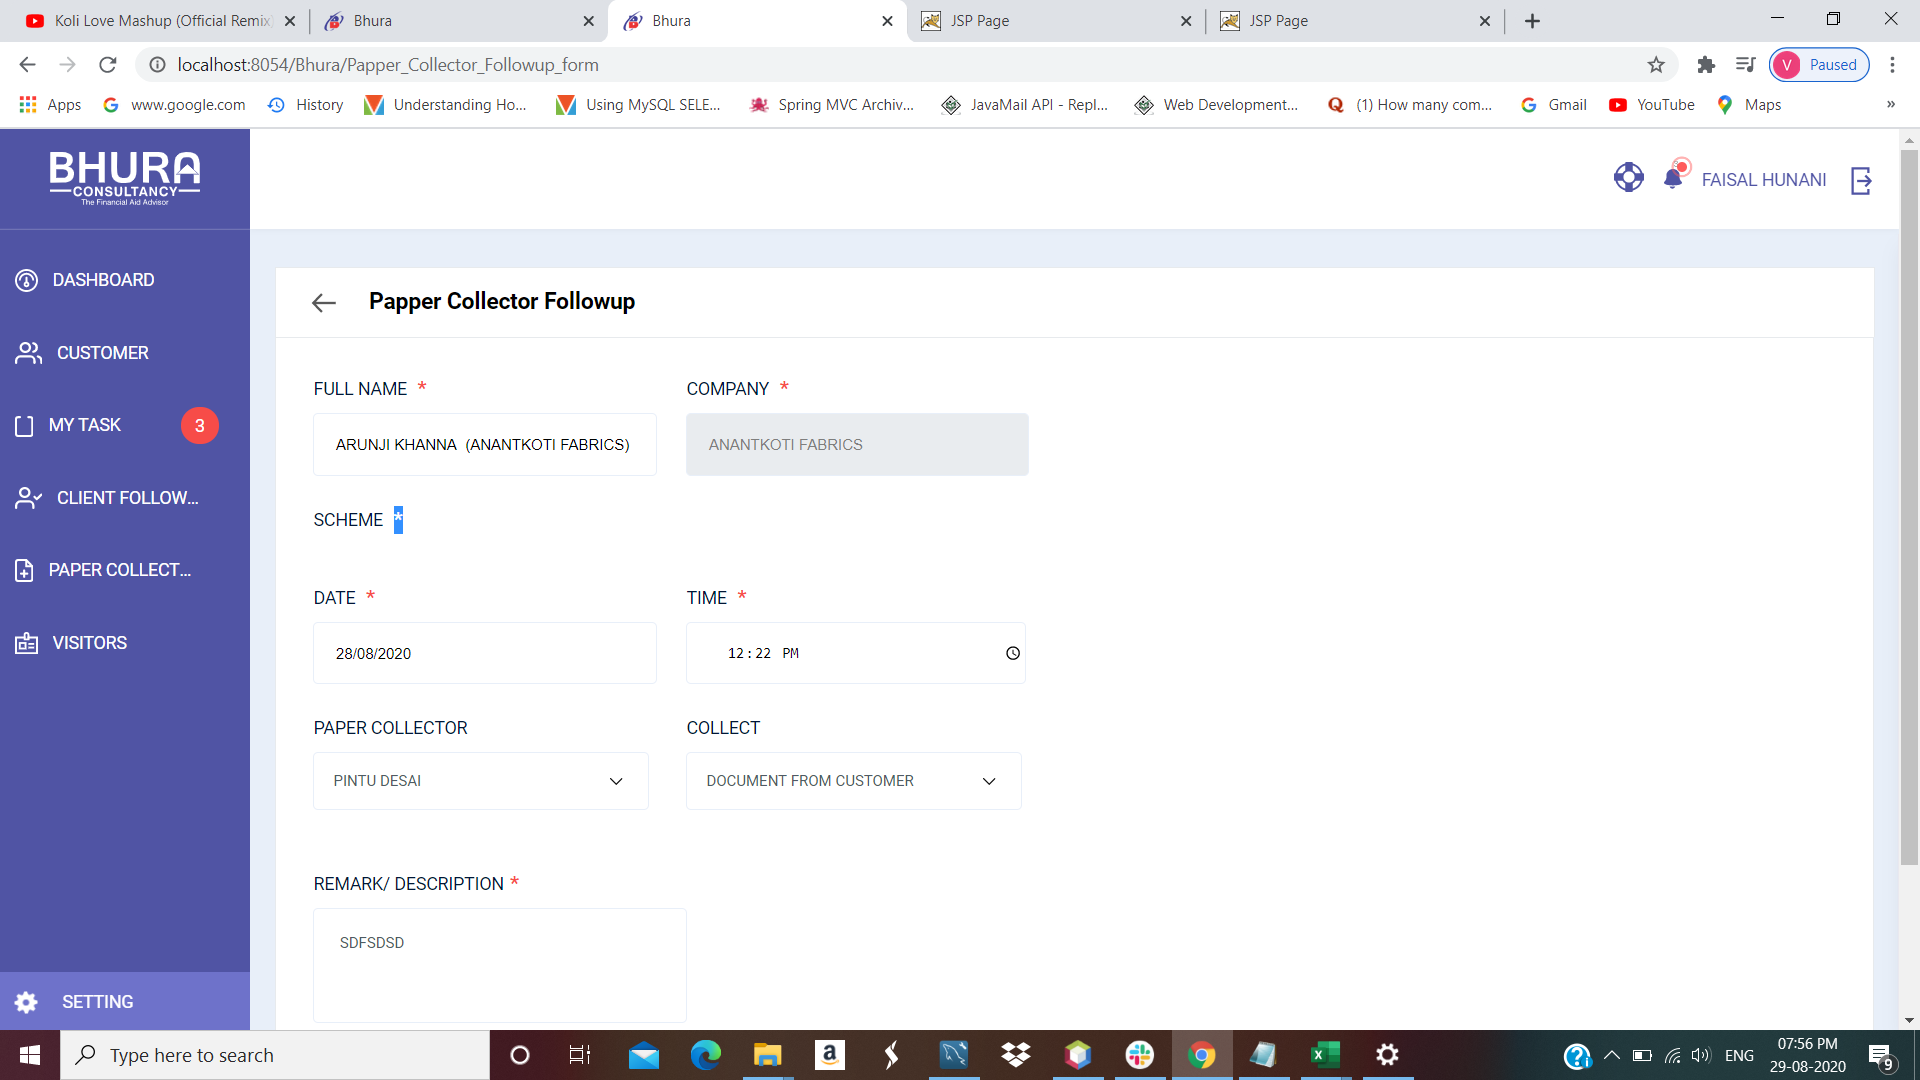 Koli Love Mashup (Official Remix
Bhura
Bhura
JSP Page
JSP Page
localhost:8054/Bhura/Papper_Collector_Followup_form
V Paused
Apps
www.google.com
History
Understanding Ho...
Using MySQL SELE...
Spring MVC Archiv...
JavaMail API - Repl...
Web Development...
(1) How many com...
Gmail
YouTube
Maps
»
BHURA
CONSULTANCY
The Financial Aid Advisor
FAISAL HUNANI
DASHBOARD
CUSTOMER
MY TASK 3
CLIENT FOLLOW...
PAPER COLLECT...
VISITORS
SETTING
Papper Collector Followup
FULL NAME *
COMPANY *
ARUNJI KHANNA (ANANTKOTI FABRICS)
ANANTKOTI FABRICS
SCHEME *
DATE *
TIME *
28/08/2020
12:22 PM
PAPER COLLECTOR
COLLECT
PINTU DESAI
DOCUMENT FROM CUSTOMER
REMARK/ DESCRIPTION *
SDFSDSD
Type here to search
ENG
07:56 PM
29-08-2020
9